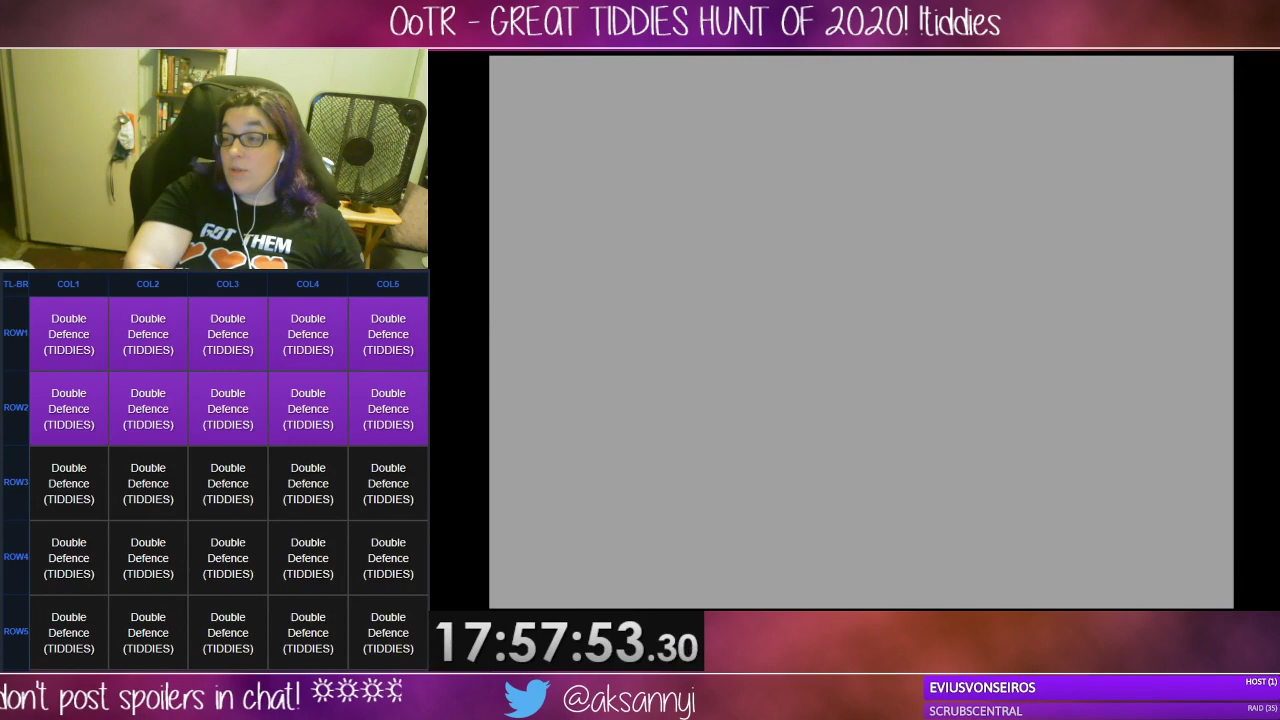 OoTR - GREAT TIDDIES HUNT OF 2020! !tiddies
GOT THEM
TL-BR COL1 COL2 COL3 COL4 COL5
ROW1
Double Double Double Double Double
Defence Defence Defence Defence Defence
(TIDDIES) (TIDDIES) (TIDDIES) (TIDDIES) (TIDDIES)
ROW2
Double Double Double Double Double
Defence Defence Defence Defence Defence
(TIDDIES) (TIDDIES) (TIDDIES) (TIDDIES) (TIDDIES)
ROW3
Double Double Double Double Double
Defence Defence Defence Defence Defence
(TIDDIES) (TIDDIES) (TIDDIES) (TIDDIES) (TIDDIES)
ROW4
Double Double Double Double Double
Defence Defence Defence Defence Defence
(TIDDIES) (TIDDIES) (TIDDIES) (TIDDIES) (TIDDIES)
ROW5
Double Double Double Double Double
Defence Defence Defence Defence Defence
(TIDDIES) (TIDDIES) (TIDDIES) (TIDDIES) (TIDDIES)
17:57:53.30
don't post spoilers in chat!
@aksannyi
EVIUSVONSEIROS HOST (1)
SCRUBSCENTRAL RAID (35)